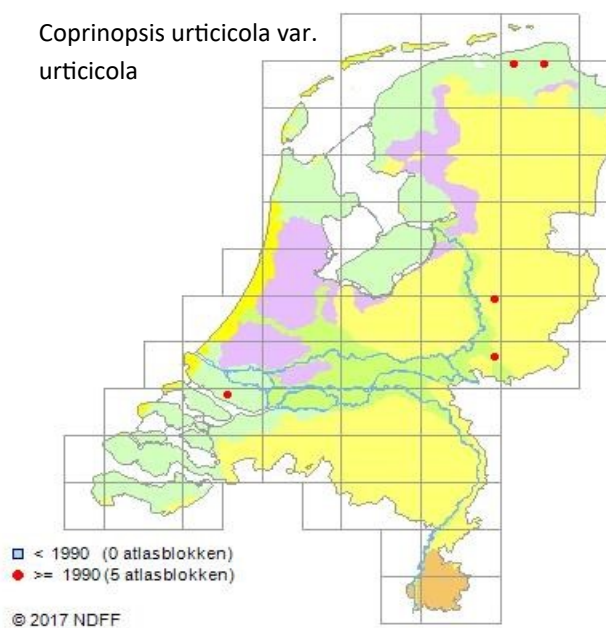 Coprinopsis urticicola var.
urticicola
< 1990 (0 atlasblokken)
>= 1990 (5 atlasblokken)
© 2017 NDFF